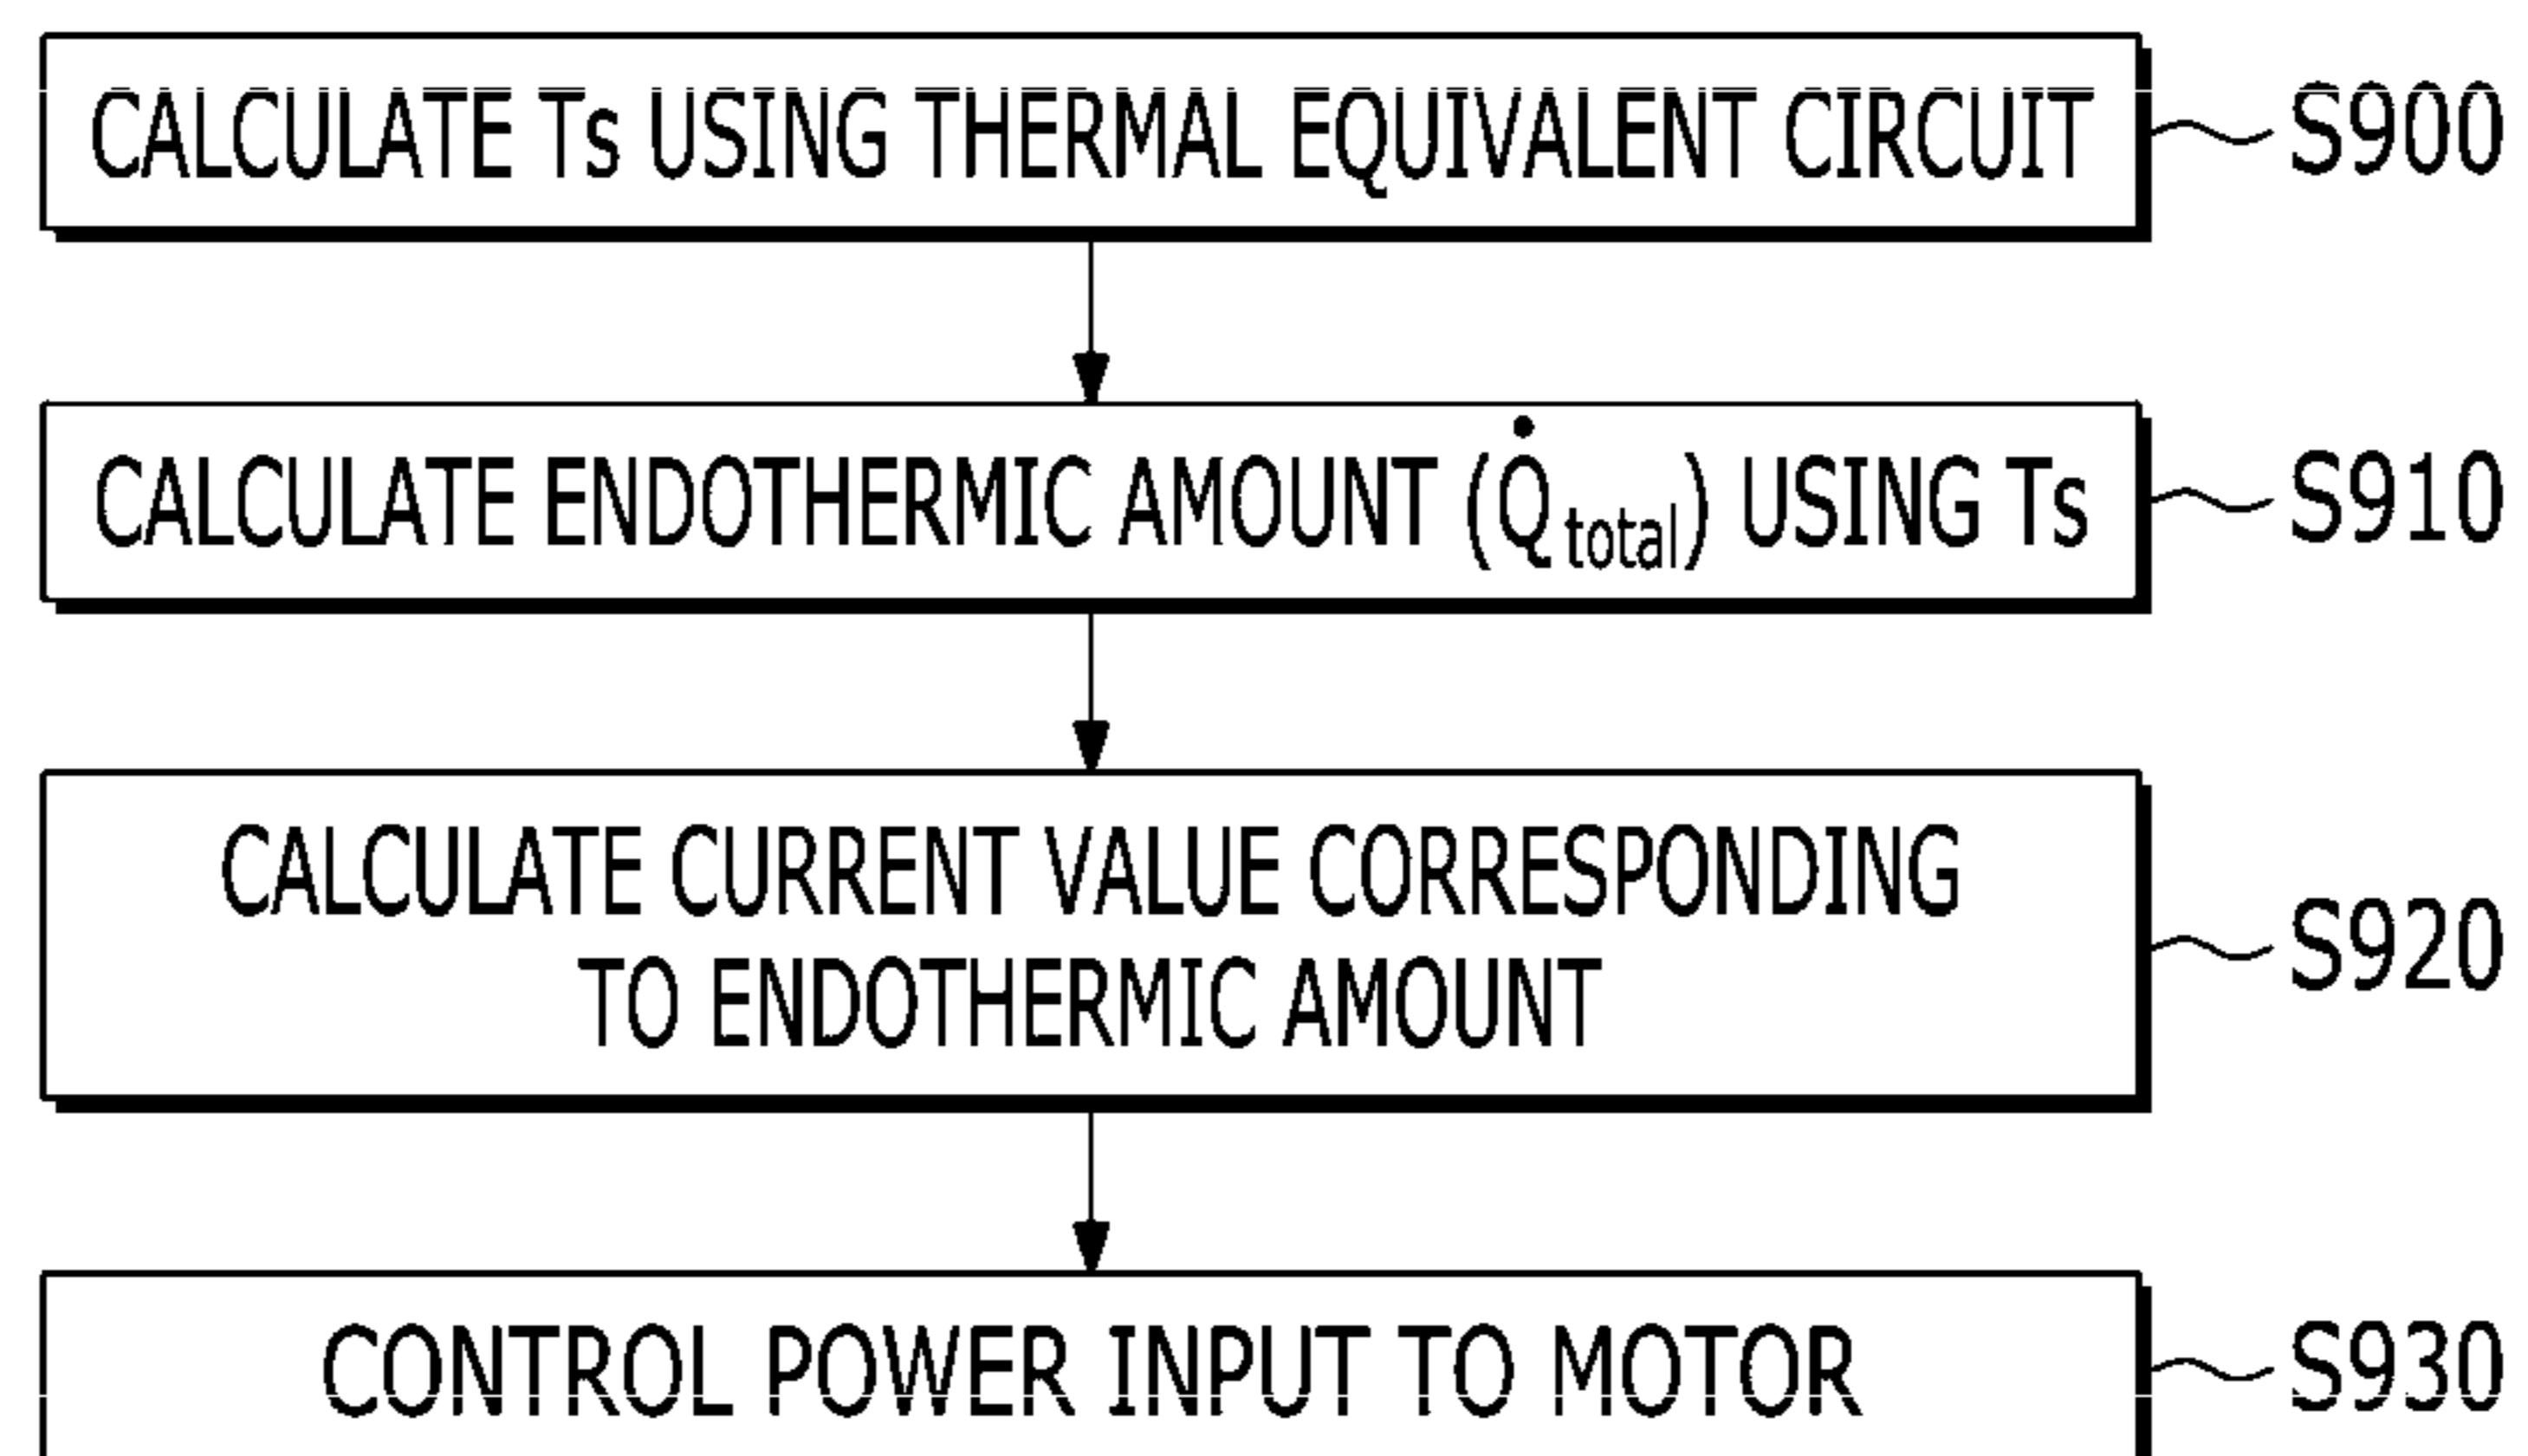 CALCULATE Ts USING THERMAL EQUIVALENT CIRCUIT S900
CALCULATE ENDOTHERMIC AMOUNT (Q̇total) USING Ts S910
CALCULATE CURRENT VALUE CORRESPONDING
TO ENDOTHERMIC AMOUNT
S920
CONTROL POWER INPUT TO MOTOR S930